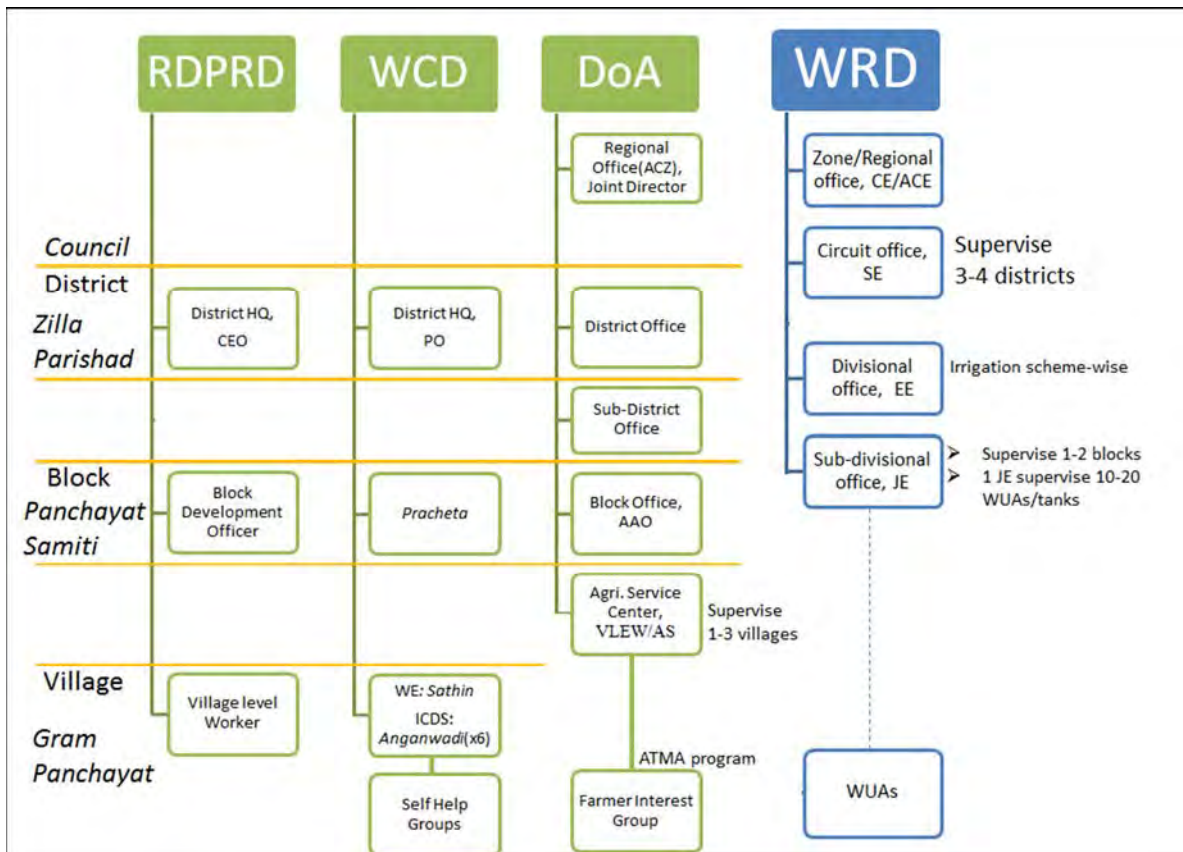 RDPRD
WCD
DoA
WRD
Regional
Office(ACZ),
Joint Director
Zone/Regional
office, CE/ACE
Council
Circuit office,
SE
Supervise
3-4 districts
District
Zilla
Parishad
District HQ,
CEO
District HQ,
PO
District Office
Divisional
office, EE
Irrigation scheme-wise
Sub-District
Office
Sub-divisional
office, JE
➢ Supervise 1-2 blocks
➢ 1 JE supervise 10-20
WUAs/tanks
Block
Panchayat
Samiti
Block
Development
Officer
Pracheta
Block Office,
AAO
Agri. Service
Center,
VLEW/AS
Supervise
1-3 villages
Village
Gram
Panchayat
Village level
Worker
WE: Sathin
ICDS:
Anganwadi(x6)
Self Help
Groups
ATMA program
Farmer Interest
Group
WUAs